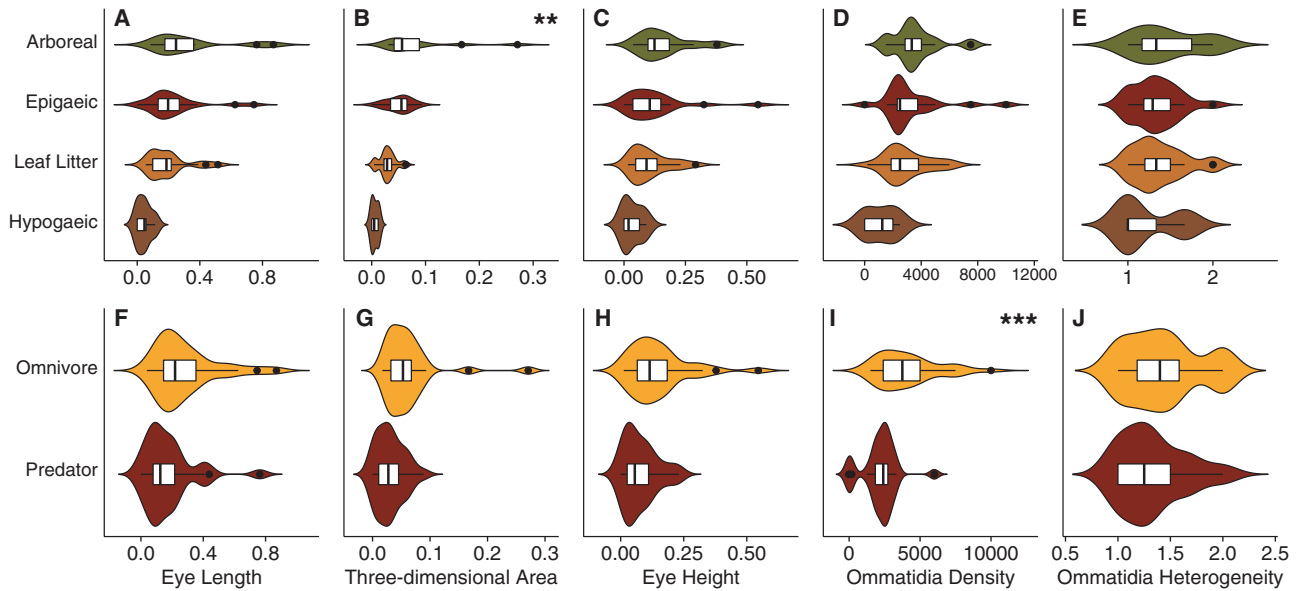 A B ** C D E
Arboreal
Epigaeic
Leaf Litter
Hypogaeic
0.0 0.4 0.8 0.0 0.1 0.2 0.3 0.00 0.25 0.50 0 4000 8000 12000 1 2
F G H I *** J
Omnivore
Predator
0.0 0.4 0.8 0.0 0.1 0.2 0.3 0.00 0.25 0.50 0 5000 10000 0.5 1.0 1.5 2.0 2.5
Eye Length Three-dimensional Area Eye Height Ommatidia Density Ommatidia Heterogeneity